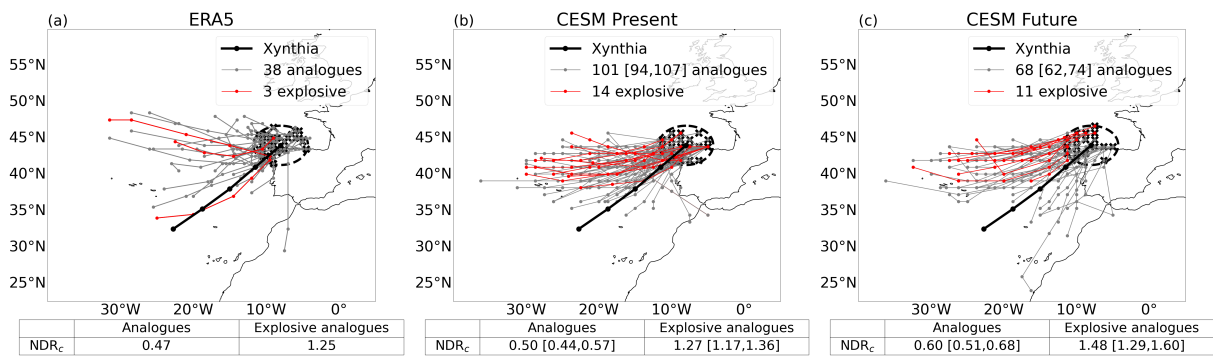 (a) ERA5
Xynthia
38 analogues
3 explosive
55°N
50°N
45°N
40°N
35°N
30°N
25°N
30°W 20°W 10°W 0°
Analogues Explosive analogues
NDRc 0.47 1.25
(b) CESM Present
Xynthia
101 [94,107] analogues
14 explosive
55°N
50°N
45°N
40°N
35°N
30°N
25°N
30°W 20°W 10°W 0°
Analogues Explosive analogues
NDRc 0.50 [0.44,0.57] 1.27 [1.17,1.36]
(c) CESM Future
Xynthia
68 [62,74] analogues
11 explosive
55°N
50°N
45°N
40°N
35°N
30°N
25°N
30°W 20°W 10°W 0°
Analogues Explosive analogues
NDRc 0.60 [0.51,0.68] 1.48 [1.29,1.60]